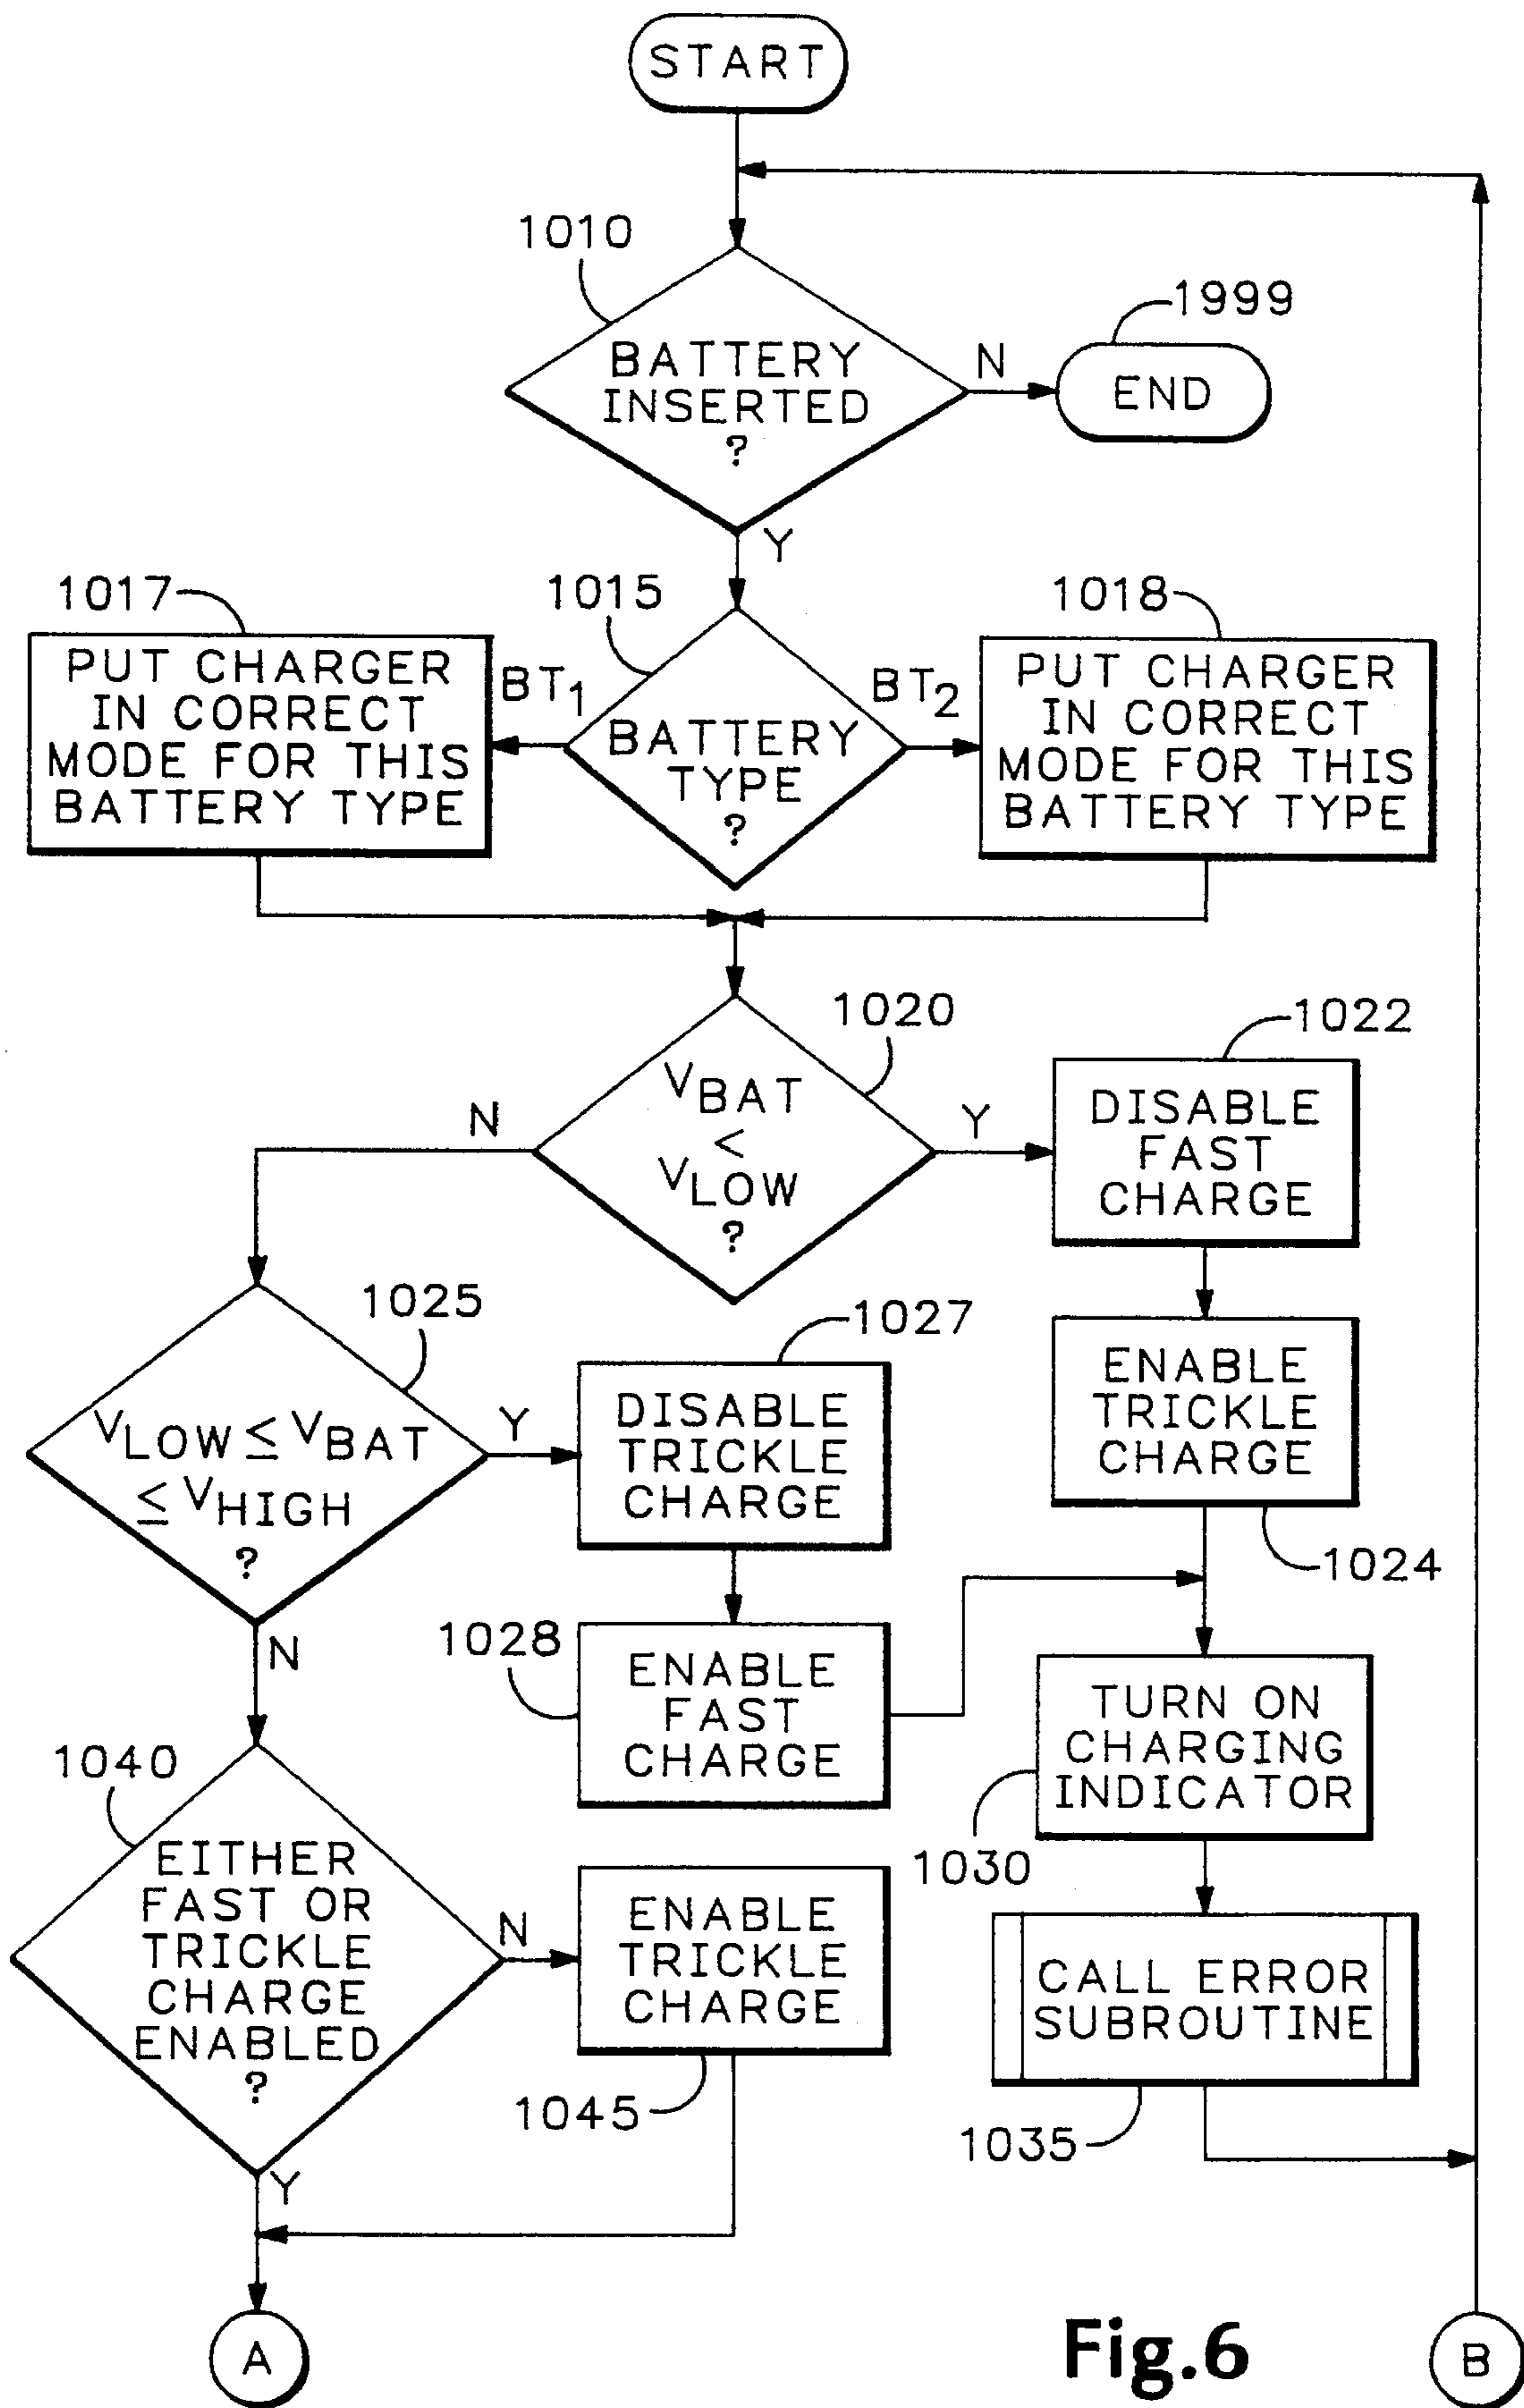 START
1010
BATTERY
INSERTED
?
N
1999
END
Y
1017
PUT CHARGER
IN CORRECT
MODE FOR THIS
BATTERY TYPE
BT1
1015
BATTERY
TYPE
?
BT2
1018
PUT CHARGER
IN CORRECT
MODE FOR THIS
BATTERY TYPE
1020
VBAT
<
VLOW
?
N
Y
1022
DISABLE
FAST
CHARGE
1025
VLOW ≤ VBAT
≤ VHIGH
?
Y
1027
DISABLE
TRICKLE
CHARGE
ENABLE
TRICKLE
CHARGE
1024
N
1028
ENABLE
FAST
CHARGE
TURN ON
CHARGING
INDICATOR
1030
1040
EITHER
FAST OR
TRICKLE
CHARGE
ENABLED
?
N
ENABLE
TRICKLE
CHARGE
1045
CALL ERROR
SUBROUTINE
1035
Y
A
Fig.6
B